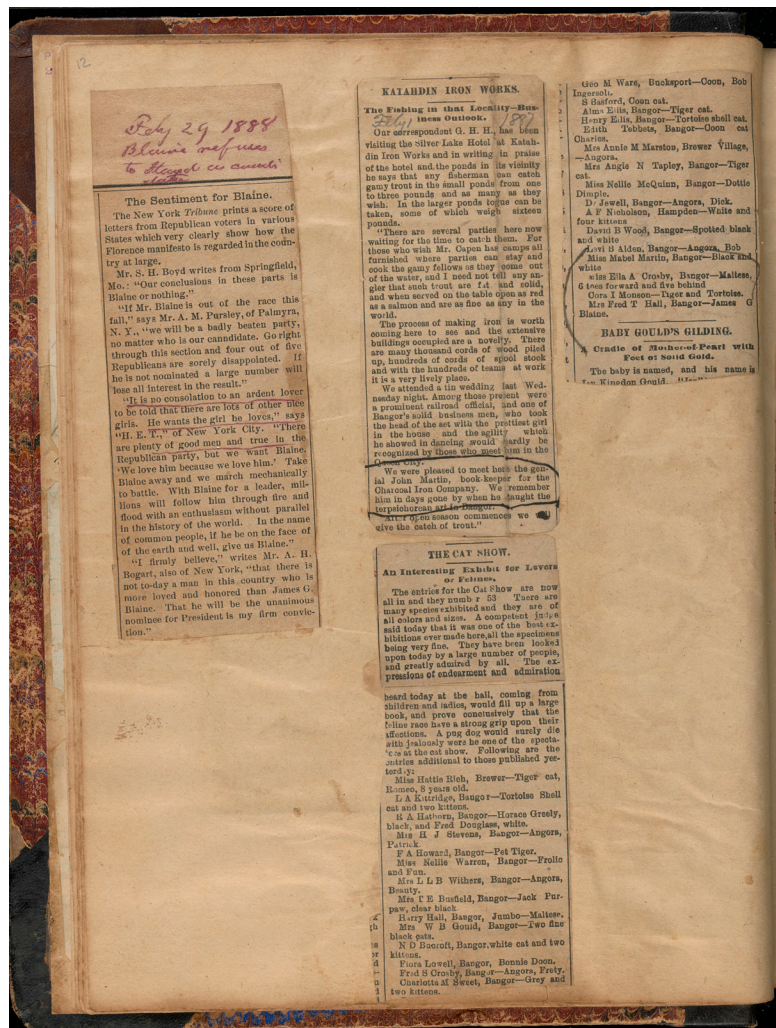 12
Feby 29 1888
Blaine refuses
to Stand a candi
The Sentiment for Blaine.
The New York Tribune prints a score of
letters from Republican voters in various
States which very clearly show how the
Florence manifesto is regarded in the coun-
try at large.
Mr. S. H. Boyd writes from Springfield,
Mo.: "Our conclusions in these parts is
Blaine or nothing."
"If Mr. Blaine is out of the race this
fall," says Mr. A. M. Pursley, of Palmyra,
N. Y., "we will be a badly beaten party,
no matter who is our cannidate. Go right
through this section and four out of five
Republicans are sorely disappointed. If
he is not nominated a large number will
lose all interest in the result."
"It is no consolation to an ardent lover
to be told that there are lots of other nice
girls. He wants the girl he loves," says
"H. E. T.," of New York City. "There
are plenty of good men and true in the
Republican party, but we want Blaine.
'We love him because we love him.' Take
Blaine away and we march mechanically
to battle. With Blaine for a leader, mil-
lions will follow him through fire and
flood with an enthusiasm without parallel
in the history of the world. In the name
of common people, if he be on the face of
of the earth and well, give us Blaine."
"I firmly believe," writes Mr. A. H.
Bogart, also of New York, "that there is
not to-day a man in this country who is
more loved and honored than James G.
Blaine. That he will be the unanimous
nominee for President is my firm convic-
tion."
KATAHDIN IRON WORKS.
The Fishing in that Locality—Bus-
iness Outlook.
Feby 1887
Our correspondent G. H. H., has been
visiting the Silver Lake Hotel at Katah-
din Iron Works and in writing in praise
of the hotel and the ponds in its vicinity
he says that any fisherman can catch
gamy trout in the small ponds from one
to three pounds and as many as they
wish. In the larger ponds togue can be
taken, some of which weigh sixteen
pounds.
"There are several parties here now
waiting for the time to catch them. For
those who wish Mr. Capen has camps all
furnished where parties can stay and
cook the gamy fellows as they come out
of the water, and I need not tell any an-
gler that such trout are fat and solid,
and when served on the table open as red
as a salmon and are as fine as any in the
world.
The process of making iron is worth
coming here to see and the extensive
buildings occupied are a novelty. There
are many thousand cords of wood piled
up, hundreds of cords of spool stock
and with the hundreds of teams at work
it is a very lively place.
We attended a tin wedding last Wed-
nesday night. Among those present were
a prominent railroad official, and one of
Bangor's solid business men, who took
the head of the set with the prettiest girl
in the house and the agility which
he showed in dancing would hardly be
recognized by those who meet him in the
Queen City.
We were pleased to meet here the gen-
ial John Martin, book-keeper for the
Charcoal Iron Company. We remember
him in days gone by when he taught the
terpsichorean art in Bangor.
After open season commences we
give the catch of trout."
THE CAT SHOW.
An Interesting Exhibit for Lovers
of Felines.
The entries for the Cat Show are now
all in and they number 53 There are
many species exhibited and they are of
all colors and sizes. A competent judge
said today that it was one of the best ex-
hibitions ever made here,all the specimens
being very fine. They have been looked
upon today by a large number of people,
and greatly admired by all. The ex-
pressions of endearment and admiration
heard today at the hall, coming from
children and ladies, would fill up a large
book, and prove conclusively that the
feline race have a strong grip upon their
affections. A pug dog would surely die
with jealously were he one of the specta-
tors at the cat show. Following are the
entries additional to those published yes-
terday:
Miss Hattie Rich, Brewer—Tiger cat,
Romeo, 8 years old.
L A Kittridge, Bangor—Tortoise Shell
cat and two kittens.
E A Hathorn, Bangor—Horace Greely,
black, and Fred Douglass, white.
Mrs H J Stevens, Bangor—Angora,
Patrick.
F A Howard, Bangor—Pet Tiger.
Miss Nellie Warren, Bangor—Frolic
and Fun.
Mrs L L B Withers, Bangor—Angora,
Beauty.
Mrs T E Busfield, Bangor—Jack Pur-
paw, clear black
Harry Hall, Bangor, Jumbo—Maltese.
Mrs W B Gould, Bangor—Two fine
black cats.
N D Bucroft, Bangor.white cat and two
kittens.
Flora Lowell, Bangor, Bonnie Doon.
Fred S Crosby, Bangor—Angora, Frety.
Charlotta M Sweet, Bangor—Grey and
two kittens.
Geo M Ware, Bucksport—Coon, Bob
Ingersoll.
S Sasford, Coon cat.
Alma Ellis, Bangor—Tiger cat.
Henry Ellis, Bangor—Tortoise shell cat.
Edith Tebbets, Bangor—Coon cat
Charles.
Mrs Annie M Marston, Brewer Village,
—Angora.
Mrs Angie N Tapley, Bangor—Tiger
cat.
Miss Nellie McQuinn, Bangor—Dottie
Dimple.
Dr Jewell, Bangor—Angora, Dick.
A F Nicholson, Hampden—White and
four kittens
David B Wood, Bangor—Spotted black
and white
Levi B Alden, Bangor—Angora, Bob
Miss Mabel Martin, Bangor—Black and
white
Miss Ella A Crosby, Bangor—Maltese,
6 toes forward and five behind
Cora I Monson—Tiger and Tortoise.
Mrs Fred T Hall, Bangor—James G
Blaine.
BABY GOULD'S GILDING.
A Cradle of Mother-of-Pearl with
Feet of Solid Gold.
The baby is named, and his name is
Jay Kingdon Gould.